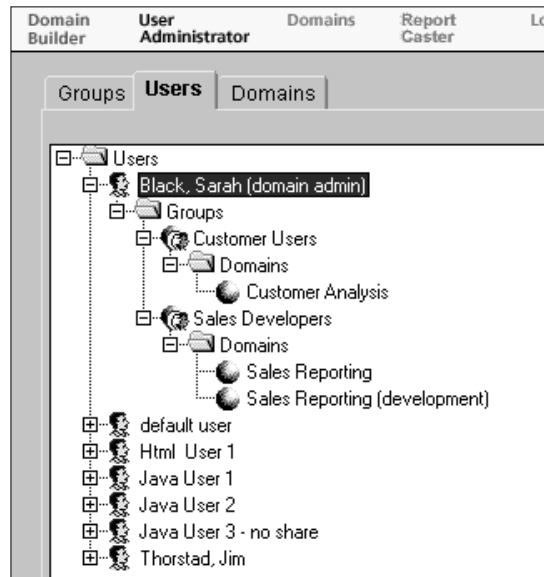 Domain Builder
User Administrator
Domains
Report Caster
Groups
Users
Domains
Users
Black, Sarah (domain admin)
Groups
Customer Users
Domains
Customer Analysis
Sales Developers
Domains
Sales Reporting
Sales Reporting (development)
default user
Html User 1
Java User 1
Java User 2
Java User 3 - no share
Thorstad, Jim